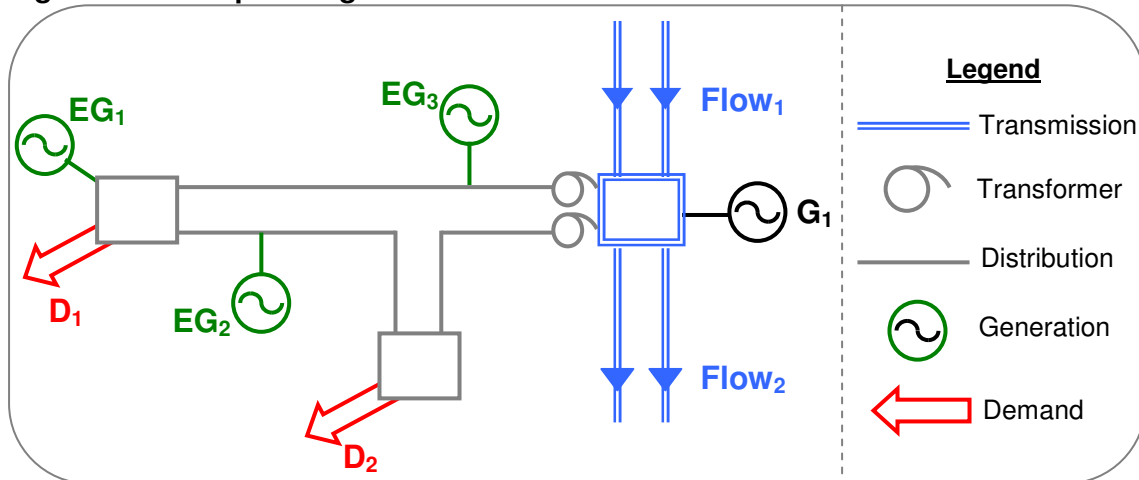 EG₁
EG₃
Flow₁
G₁
D₁
EG₂
Flow₂
D₂
Legend
Transmission
Transformer
Distribution
Generation
Demand